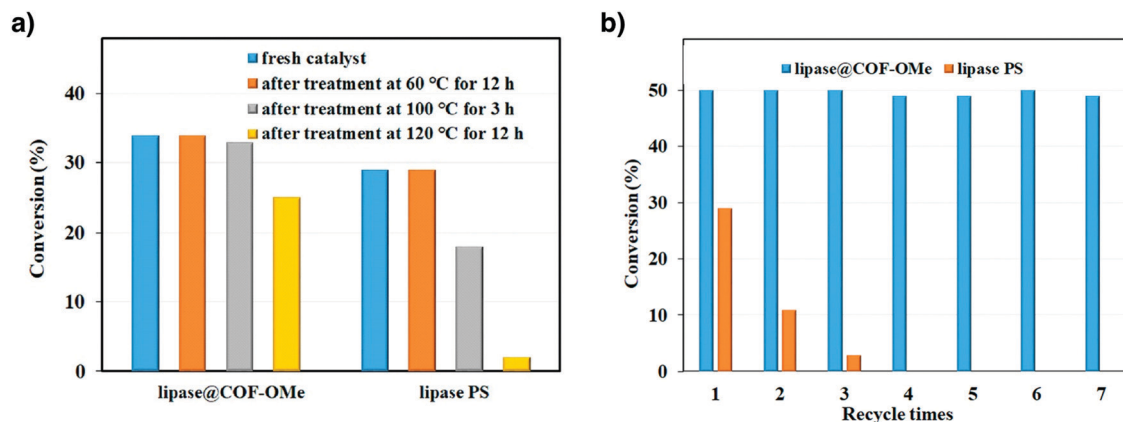 a)
fresh catalyst
after treatment at 60 °C for 12 h
after treatment at 100 °C for 3 h
after treatment at 120 °C for 12 h
Conversion (%)
40
30
20
10
0
lipase@COF-OMe lipase PS
b)
lipase@COF-OMe lipase PS
Conversion (%)
50
40
30
20
10
0
1 2 3 4 5 6 7
Recycle times